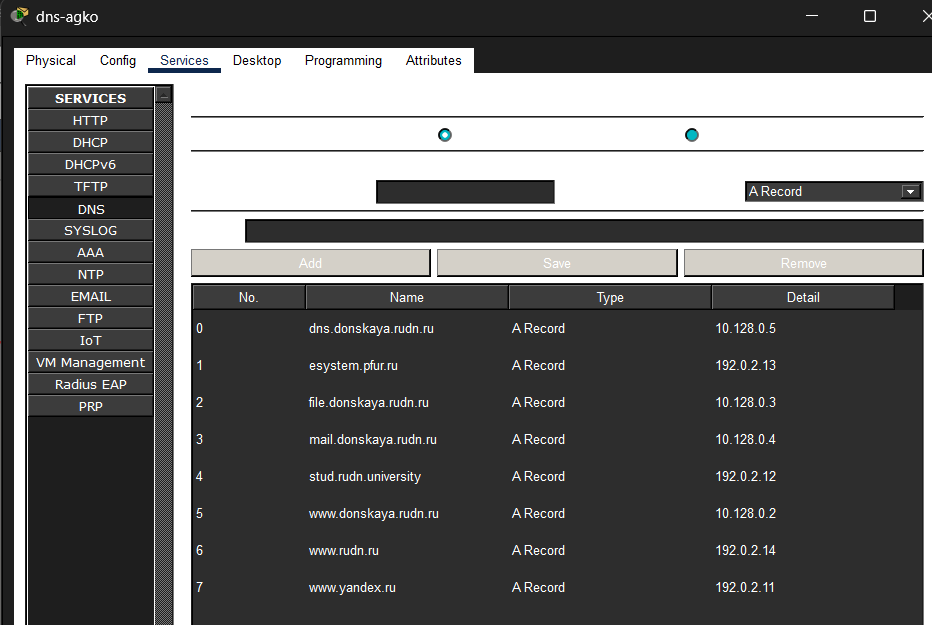 dns-agko
Physical Config Services Desktop Programming Attributes
SERVICES
HTTP
DHCP
DHCPv6
TFTP
DNS
SYSLOG
AAA
NTP
EMAIL
FTP
IoT
VM Management
Radius EAP
PRP
A Record
Add Save Remove
No. Name Type Detail
0 dns.donskaya.rudn.ru A Record 10.128.0.5
1 esystem.pfur.ru A Record 192.0.2.13
2 file.donskaya.rudn.ru A Record 10.128.0.3
3 mail.donskaya.rudn.ru A Record 10.128.0.4
4 stud.rudn.university A Record 192.0.2.12
5 www.donskaya.rudn.ru A Record 10.128.0.2
6 www.rudn.ru A Record 192.0.2.14
7 www.yandex.ru A Record 192.0.2.11